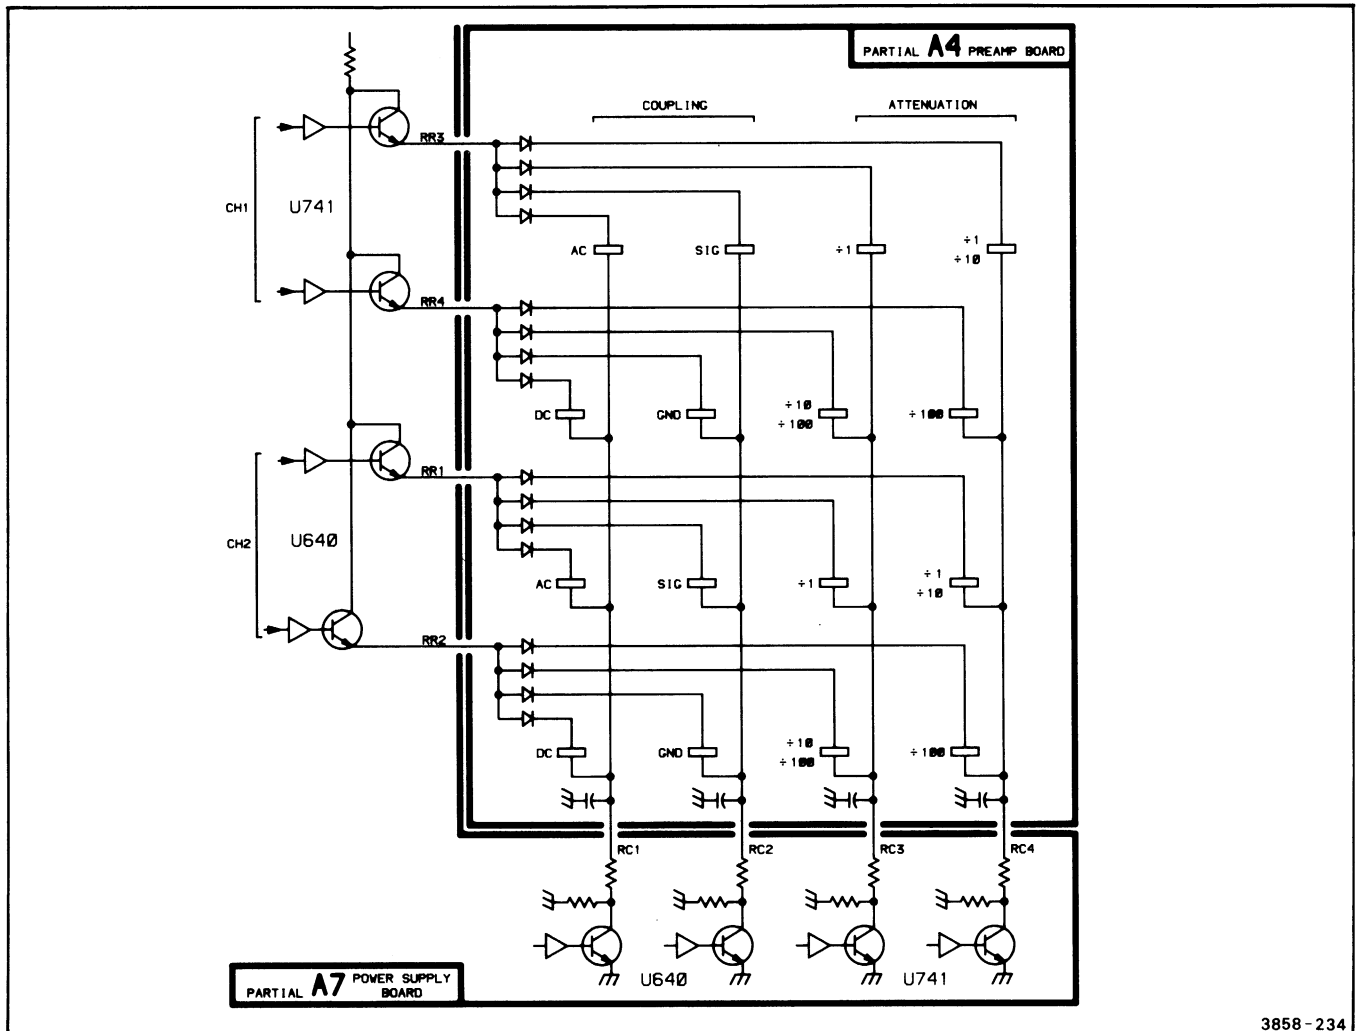 PARTIAL A4 PREAMP BOARD
COUPLING
ATTENUATION
RR3
CH1
U741
AC
SIG
÷1
÷1
÷10
RR4
DC
GND
÷10
÷100
÷100
RR1
CH2
U640
AC
SIG
÷1
÷1
÷10
RR2
DC
GND
÷10
÷100
÷100
RC1
RC2
RC3
RC4
U640
U741
PARTIAL A7 POWER SUPPLY
BOARD
3858-234